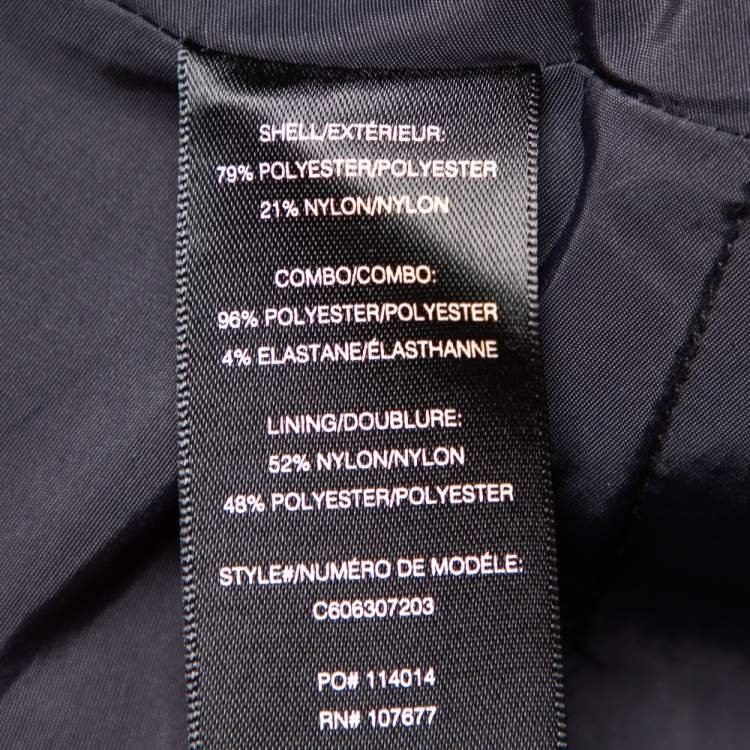 SHELL/EXTÉRIEUR:
79% POLYESTER/POLYESTER
21% NYLON/NYLON
COMBO/COMBO:
96% POLYESTER/POLYESTER
4% ELASTANE/ÉLASTHANNE
LINING/DOUBLURE:
52% NYLON/NYLON
48% POLYESTER/POLYESTER
STYLE#/NUMÉRO DE MODÉLE:
C606307203
PO# 114014
RN# 107677